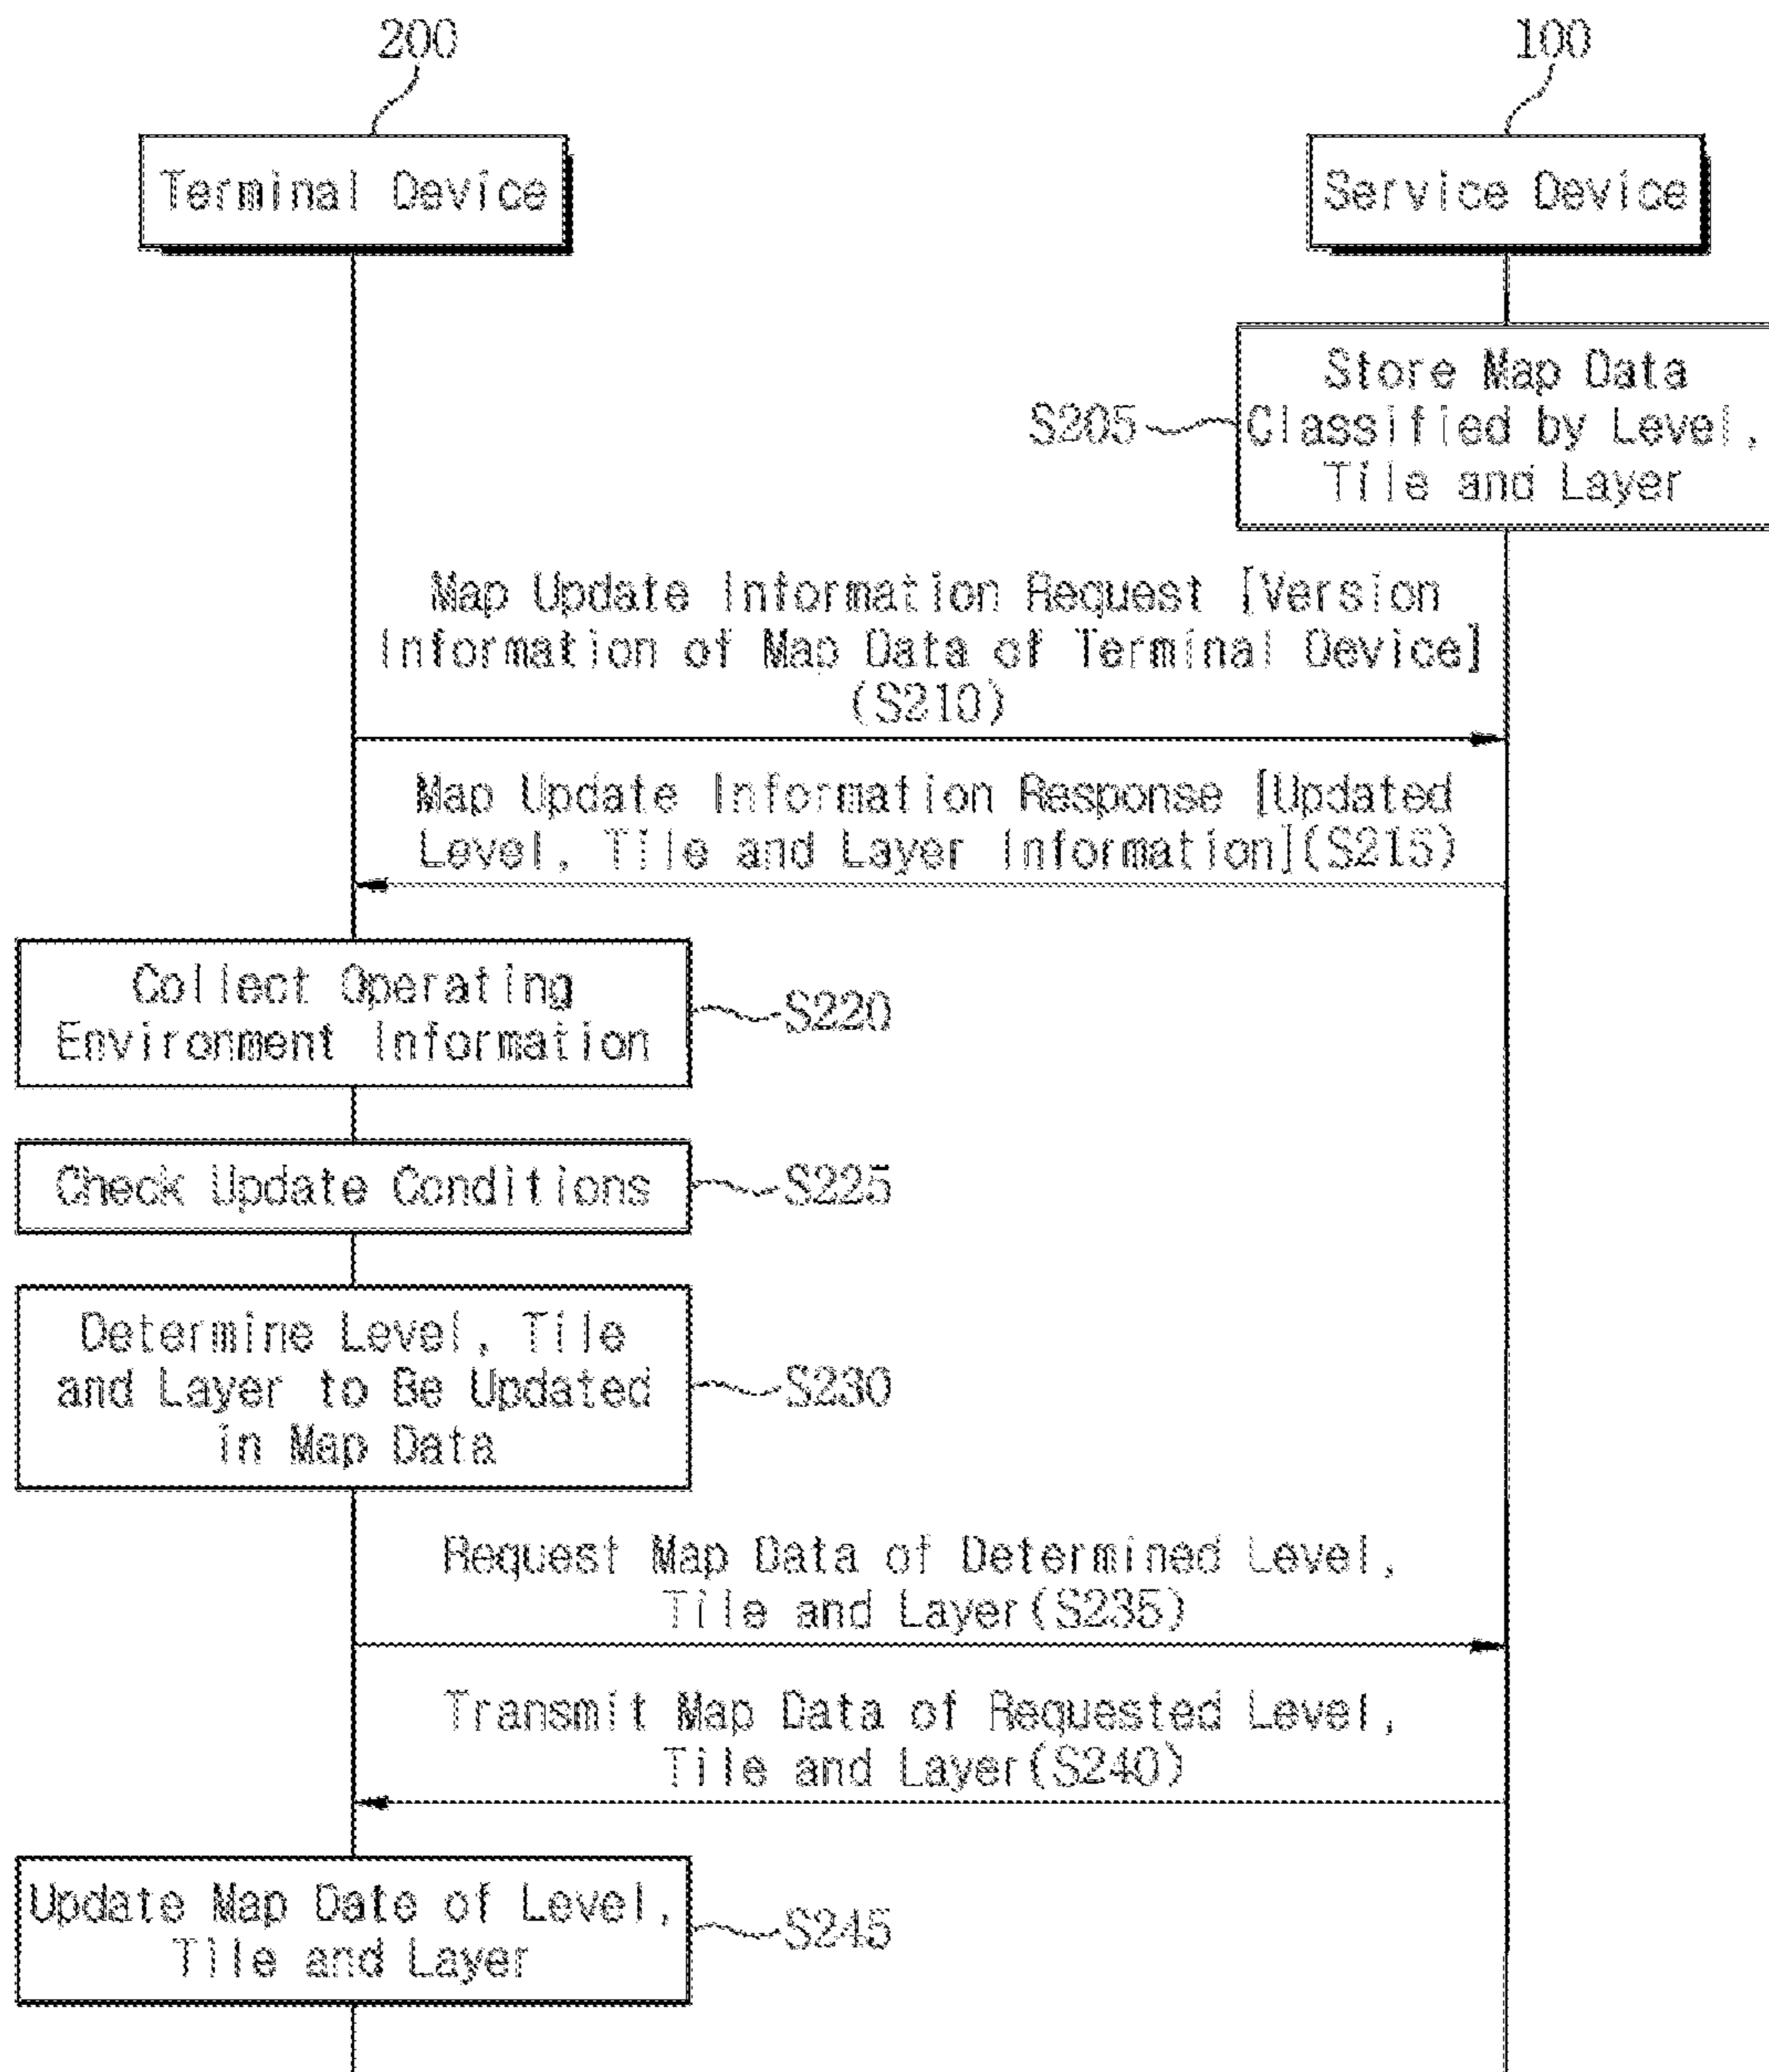 200
100
Terminal Device
Service Device
Store Map Data
Classified by Level,
Tile and Layer
S205
Map Update Information Request [Version
Information of Map Data of Terminal Device]
(S210)
Map Update Information Response [Updated
Level, Tile and Layer Information](S215)
Collect Operating
Environment Information
S220
Check Update Conditions
S225
Determine Level, Tile
and Layer to Be Updated
in Map Data
S230
Request Map Data of Determined Level,
Tile and Layer(S235)
Transmit Map Data of Requested Level,
Tile and Layer(S240)
Update Map Date of Level,
Tile and Layer
S245